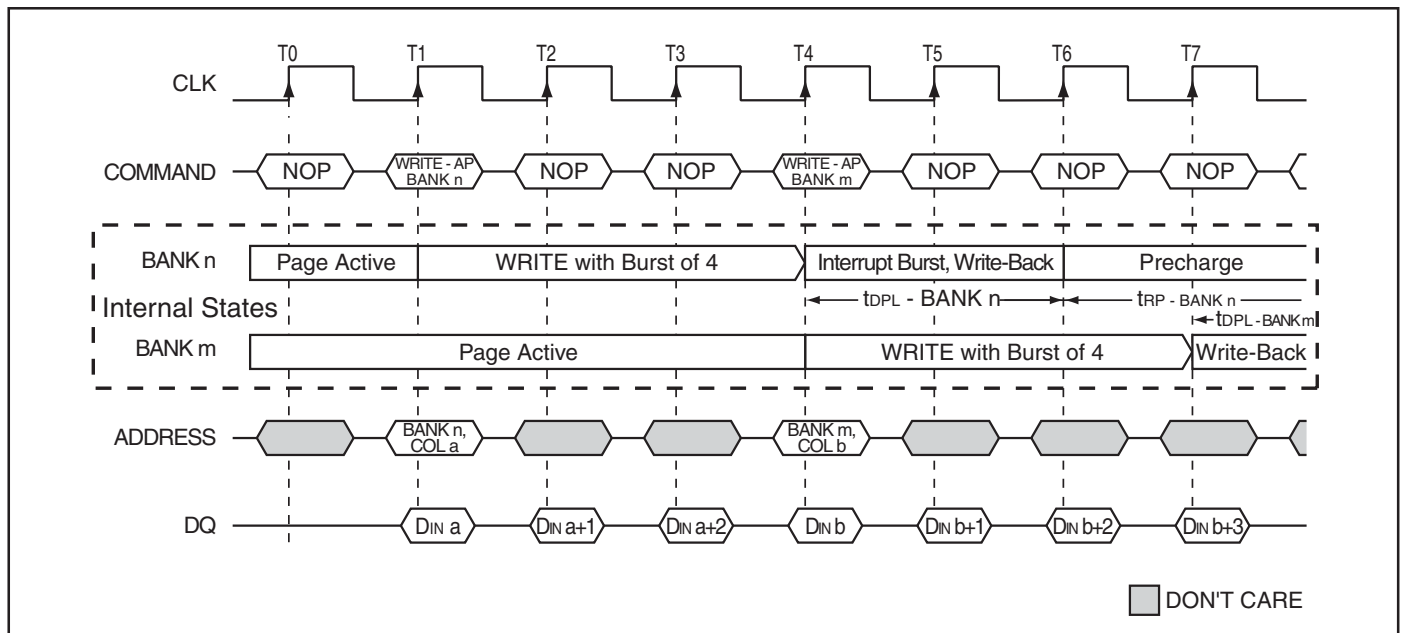 T0 T1 T2 T3 T4 T5 T6 T7
CLK
COMMAND NOP WRITE - AP BANK n NOP NOP WRITE - AP BANK m NOP NOP NOP
BANK n Page Active WRITE with Burst of 4 Interrupt Burst, Write-Back Precharge
tDPL - BANK n tRP - BANK n
Internal States
tDPL - BANK m
BANK m Page Active WRITE with Burst of 4 Write-Back
ADDRESS BANK n, COL a BANK m, COL b
DQ DIN a DIN a+1 DIN a+2 DIN b DIN b+1 DIN b+2 DIN b+3
DON'T CARE